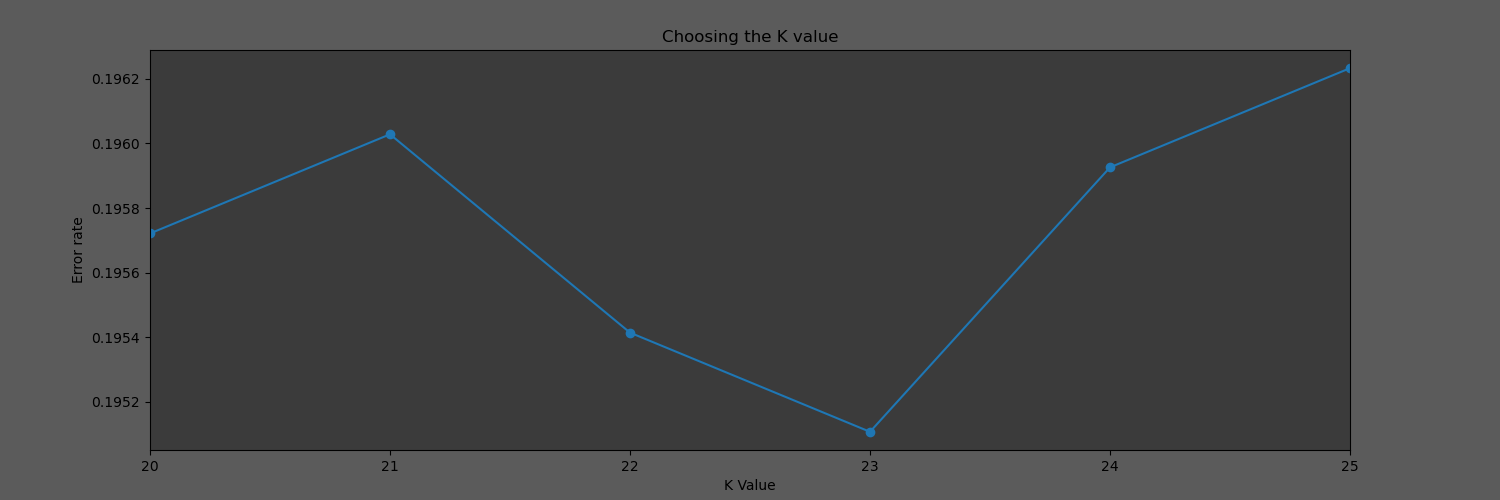 Choosing the K value
0.1962
0.1960
0.1958
0.1956
0.1954
0.1952
Error rate
20 21 22 23 24 25
K Value